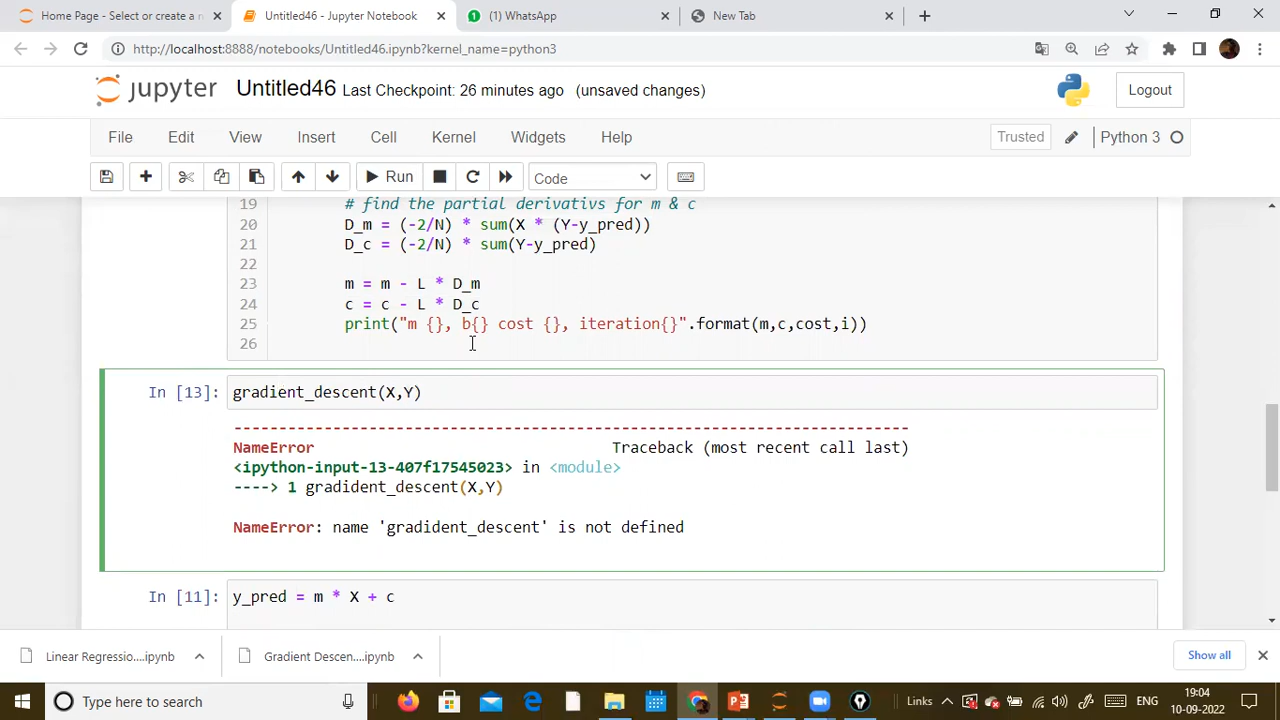 Home Page - Select or create a n
Untitled46 - Jupyter Notebook
(1) WhatsApp
New Tab
http://localhost:8888/notebooks/Untitled46.ipynb?kernel_name=python3
jupyter Untitled46 Last Checkpoint: 26 minutes ago (unsaved changes)
Logout
File Edit View Insert Cell Kernel Widgets Help
Trusted Python 3
Run Code
19 # find the partial derivativs for m & c
20 D_m = (-2/N) * sum(X * (Y-y_pred))
21 D_c = (-2/N) * sum(Y-y_pred)
22
23 m = m - L * D_m
24 c = c - L * D_c
25 print("m {}, b{} cost {}, iteration{}".format(m,c,cost,i))
26
In [13]: gradient_descent(X,Y)
---------------------------------------------------------------------------
NameError Traceback (most recent call last)
<ipython-input-13-407f17545023> in <module>
----> 1 gradident_descent(X,Y)
NameError: name 'gradident_descent' is not defined
In [11]: y_pred = m * X + c
Linear Regressio....ipynb
Gradient Descen....ipynb
Show all
Type here to search
Links
ENG
19:04
10-09-2022